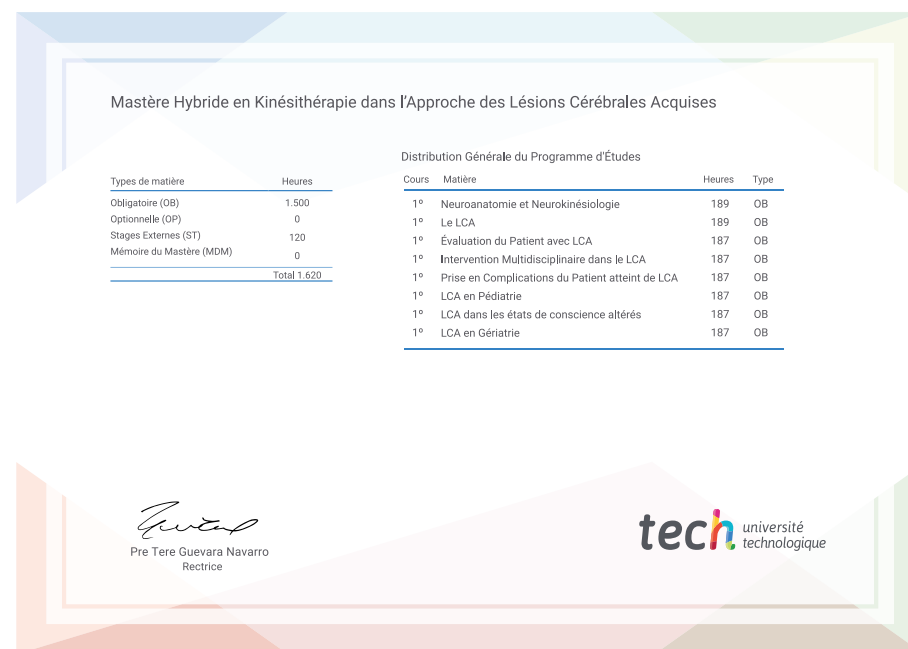 Mastère Hybride en Kinésithérapie dans l'Approche des Lésions Cérébrales Acquises
Types de matière Heures
Obligatoire (OB) 1.500
Optionnelle (OP) 0
Stages Externes (ST) 120
Mémoire du Mastère (MDM) 0
Total 1.620
Distribution Générale du Programme d'Études
Cours Matière Heures Type
1º Neuroanatomie et Neurokinésiologie 189 OB
1º Le LCA 189 OB
1º Évaluation du Patient avec LCA 187 OB
1º Intervention Multidisciplinaire dans le LCA 187 OB
1º Prise en Complications du Patient atteint de LCA 187 OB
1º LCA en Pédiatrie 187 OB
1º LCA dans les états de conscience altérés 187 OB
1º LCA en Gériatrie 187 OB
Pre Tere Guevara Navarro
Rectrice
tech université
technologique